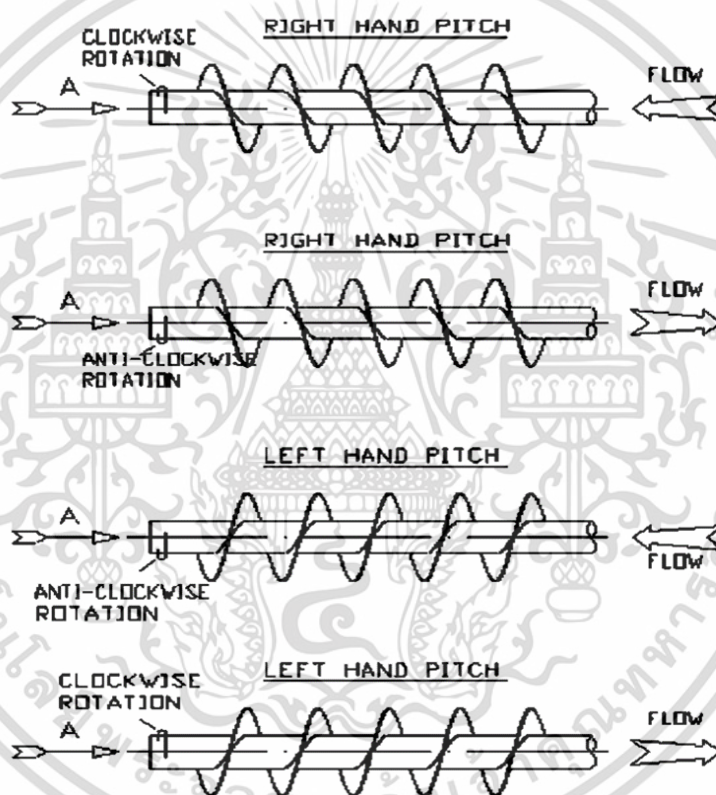 RIGHT HAND PITCH
CLOCKWISE
ROTATION
A
FLOW
RIGHT HAND PITCH
A
FLOW
ANTI-CLOCKWISE
ROTATION
LEFT HAND PITCH
A
FLOW
ANTI-CLOCKWISE
ROTATION
LEFT HAND PITCH
CLOCKWISE
ROTATION
A
FLOW